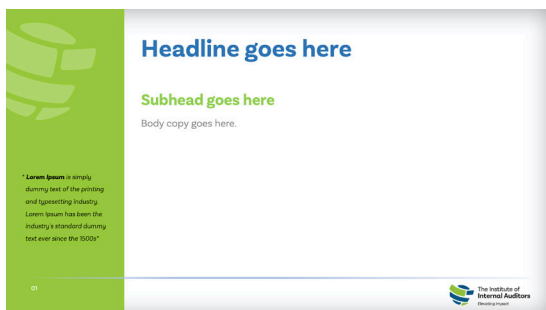 Headline goes here
Subhead goes here
Body copy goes here.
" Lorem Ipsum is simply
dummy text of the printing
and typesetting industry.
Lorem Ipsum has been the
industry's standard dummy
text ever since the 1500s"
01
The Institute of
Internal Auditors
Elevating Impact